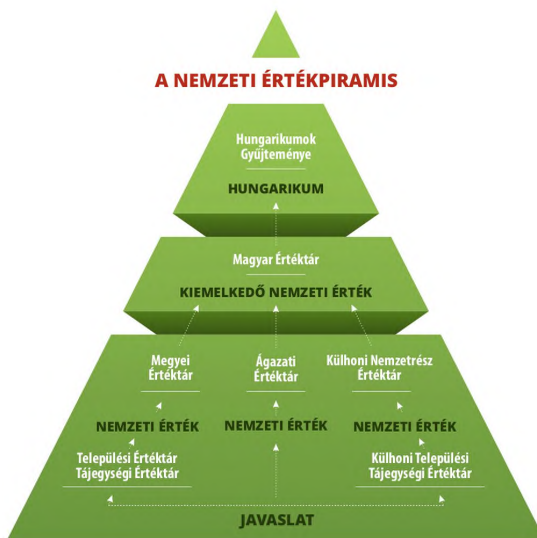 A NEMZETI ÉRTÉKPIRAMIS
Hungarikumok
Gyűjteménye
HUNGARIKUM
Magyar Értéktár
KIEMELKEDŐ NEMZETI ÉRTÉK
Megyei
Értéktár
Ágazati
Értéktár
Külhoni Nemzetrész
Értéktár
NEMZETI ÉRTÉK
NEMZETI ÉRTÉK
NEMZETI ÉRTÉK
Települési Értéktár
Tájegységi Értéktár
Külhoni Települési
Tájegységi Értéktár
JAVASLAT